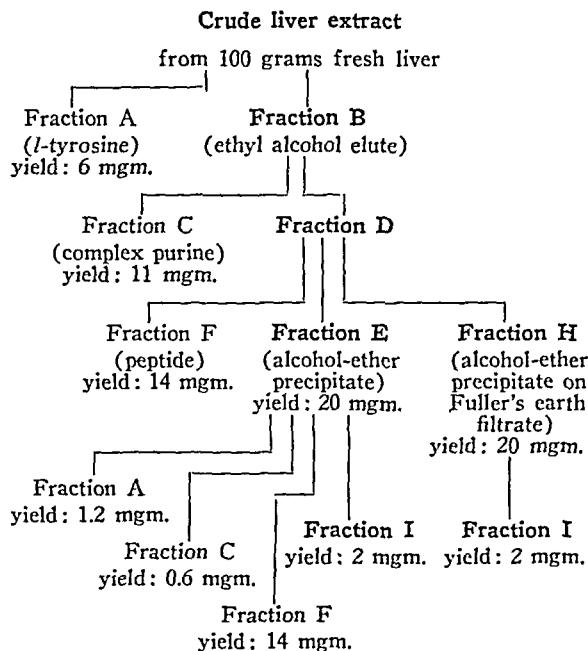 Crude liver extract
from 100 grams fresh liver
Fraction A
(l-tyrosine)
yield: 6 mgm.
Fraction B
(ethyl alcohol elute)
Fraction C
(complex purine)
yield: 11 mgm.
Fraction D
Fraction F
(peptide)
yield: 14 mgm.
Fraction E
(alcohol-ether
precipitate)
yield: 20 mgm.
Fraction H
(alcohol-ether
precipitate on
Fuller's earth
filtrate)
yield: 20 mgm.
Fraction A
yield: 1.2 mgm.
Fraction C
yield: 0.6 mgm.
Fraction F
yield: 14 mgm.
Fraction I
yield: 2 mgm.
Fraction I
yield: 2 mgm.